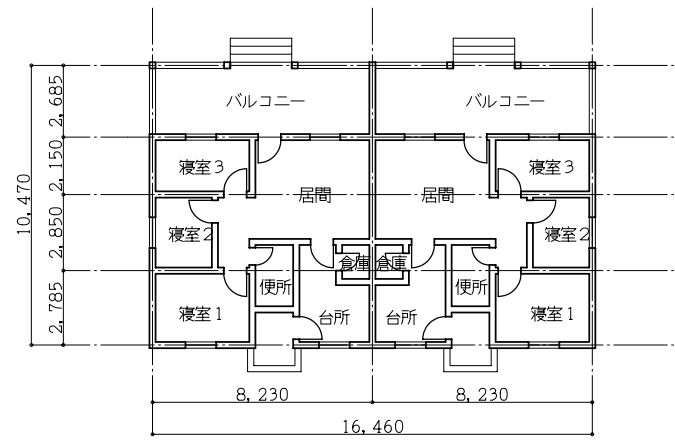 バルコニー バルコニー
寝室3 居間 居間 寝室3
寝室2 寝室2
倉庫 倉庫
便所 便所
寝室1 台所 台所 寝室1
2,685
2,150
2,850
2,785
10,470
8,230 8,230
16,460